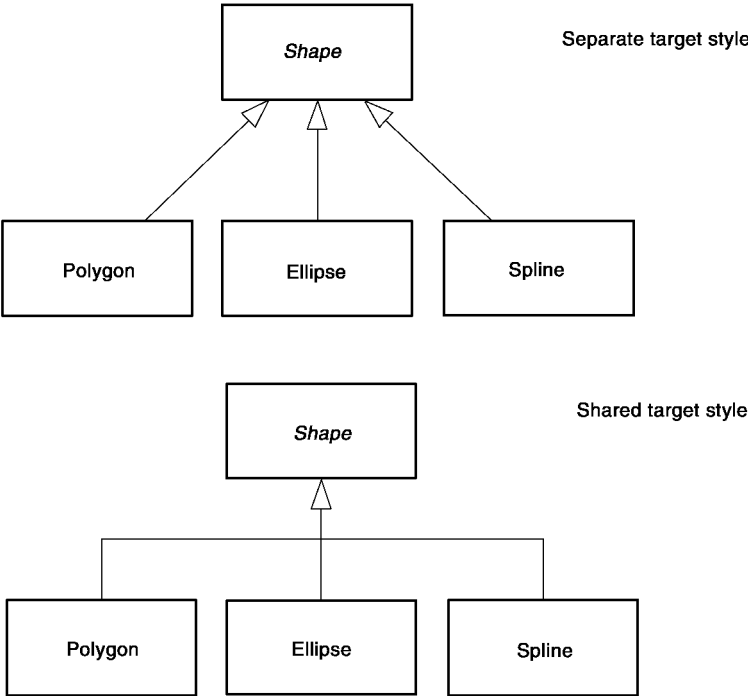 Shape
Separate target style
Polygon
Ellipse
Spline
Shape
Shared target style
Polygon
Ellipse
Spline